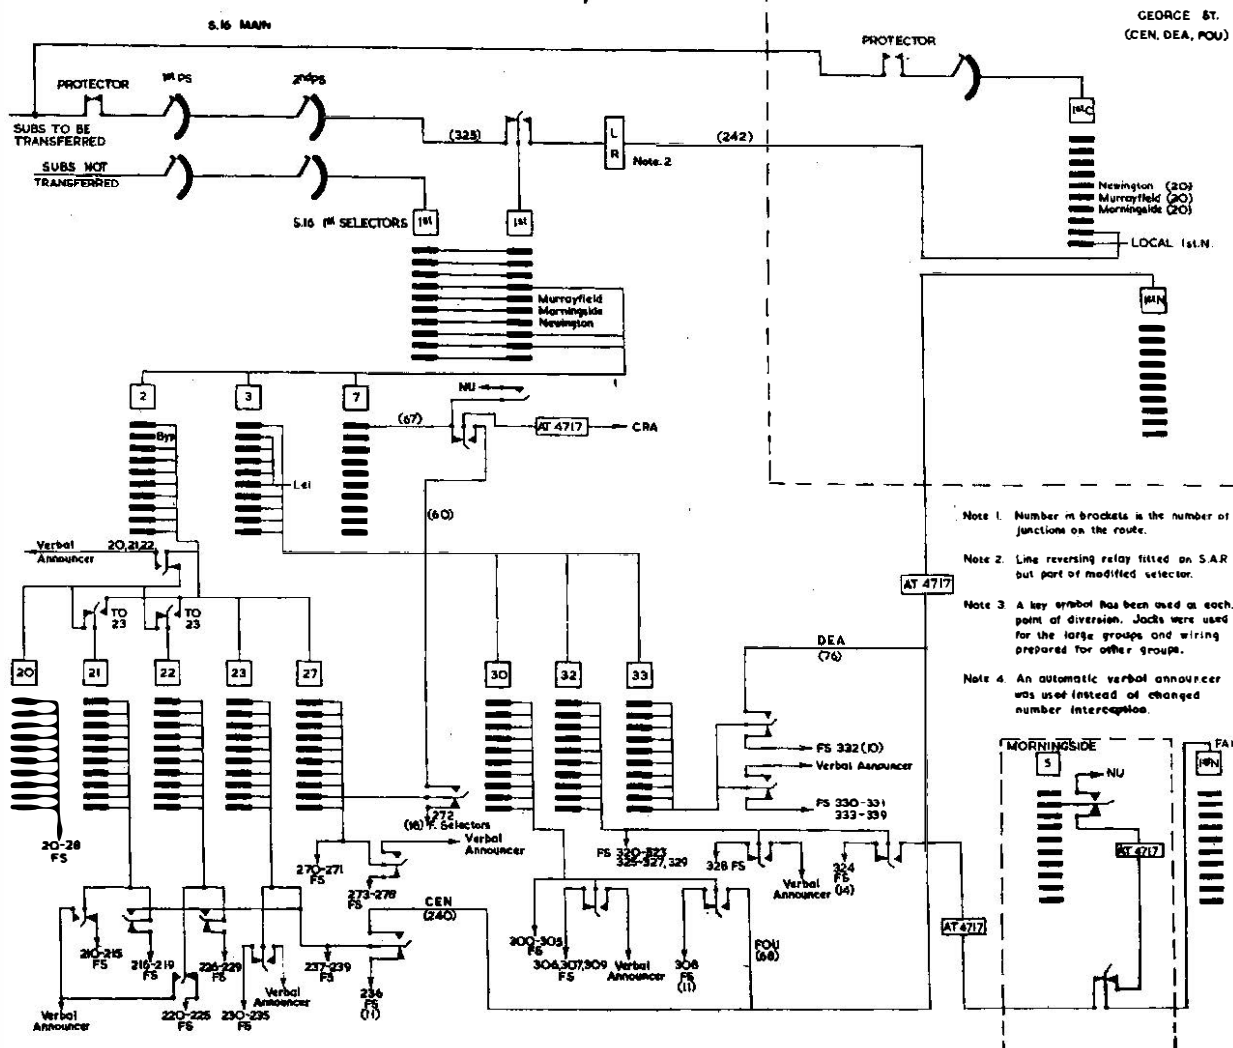 S.16 MAIN
GEORGE ST.
(CEN, DEA, FOU)
PROTECTOR
PROTECTOR
1st PS
2nd PS
SUBS TO BE
TRANSFERRED
SUBS NOT
TRANSFERRED
(325)
L
R
Note. 2
(242)
1st C
Newington (20)
Murrayfield (20)
Morningside (20)
LOCAL 1st.N.
S.16 1st SELECTORS
1st
1st
1st N
Murrayfield
Morningside
Newington
2
3
7
NU
(67)
AT 4717
CRA
Byp
Lei
(60)
Verbal
Announcer
20,21,22
TO
23
TO
23
AT 4717
Note 1. Number in brackets is the number of
junctions on the route.
Note 2. Line reversing relay fitted on S.A.R
but part of modified selector.
Note 3. A key symbol has been used at each
point of diversion. Jacks were used
for the large groups and wiring
prepared for other groups.
Note 4. An automatic verbal announcer
was used instead of changed
number interception.
20
21
22
23
27
30
32
33
DEA
(76)
FS 332 (10)
Verbal Announcer
FS 330-331
333-339
MORNINGSIDE
5
NU
FA
1st N
AT 4717
20-28
FS
272
(16) F. Selectors
Verbal
Announcer
270-271
FS
273-278
FS
CEN
(240)
FS 320-323
325-327, 329
328 FS
Verbal
Announcer
324
FS
(14)
AT 4717
210-215
FS
216-219
FS
226-229
FS
237-239
FS
236
FS
(11)
Verbal
Announcer
220-225
FS
230-235
FS
Verbal
Announcer
200-305
FS
306,307,309
FS
Verbal
Announcer
308
FS
(11)
FOU
(68)